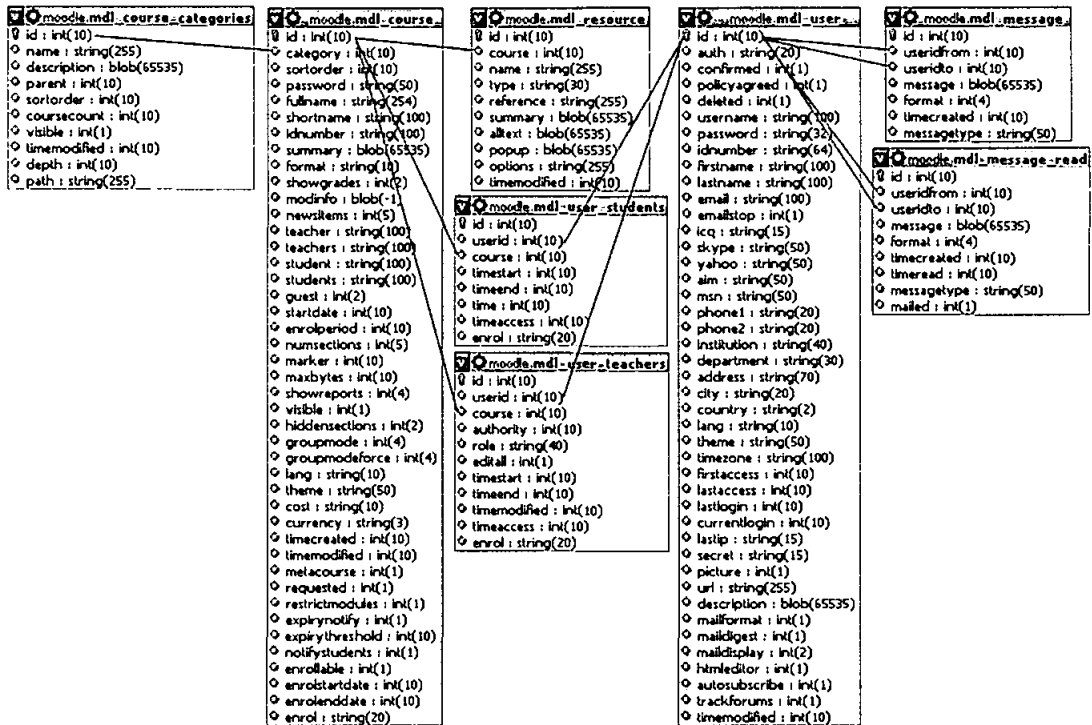 moodle.mdl_course_categories
id : int(10)
name : string(255)
description : blob(65535)
parent : int(10)
sortorder : int(10)
coursecount : int(10)
visible : int(1)
timemodified : int(10)
depth : int(10)
path : string(255)
moodle.mdl_course
id : int(10)
category : int(10)
sortorder : int(10)
password : string(50)
fullname : string(254)
shortname : string(100)
idnumber : string(100)
summary : blob(65535)
format : string(10)
showgrades : int(2)
modinfo : blob(-1)
newsitems : int(5)
teacher : string(100)
teachers : string(100)
student : string(100)
students : string(100)
guest : int(2)
startdate : int(10)
enrolperiod : int(10)
numsections : int(5)
marker : int(10)
maxbytes : int(10)
showreports : int(4)
visible : int(1)
hiddensections : int(2)
groupmode : int(4)
groupmodeforce : int(4)
lang : string(10)
theme : string(50)
cost : string(10)
currency : string(3)
timecreated : int(10)
timemodified : int(10)
metacourse : int(1)
requested : int(1)
restrictmodules : int(1)
expirynotify : int(1)
expirythreshold : int(10)
notifystudents : int(1)
enrollable : int(1)
enrolstartdate : int(10)
enrolenddate : int(10)
enrol : string(20)
moodle.mdl_resource
id : int(10)
course : int(10)
name : string(255)
type : string(30)
reference : string(255)
summary : blob(65535)
alltext : blob(65535)
popup : blob(65535)
options : string(255)
timemodified : int(10)
moodle.mdl_user_students
id : int(10)
userid : int(10)
course : int(10)
timestart : int(10)
timeend : int(10)
time : int(10)
timeaccess : int(10)
enrol : string(20)
moodle.mdl_user_teachers
id : int(10)
userid : int(10)
course : int(10)
authority : int(10)
role : string(40)
editall : int(1)
timestart : int(10)
timeend : int(10)
timemodified : int(10)
timeaccess : int(10)
enrol : string(20)
moodle.mdl_user...
id : int(10)
auth : string(20)
confirmed : int(1)
policyagreed : int(1)
deleted : int(1)
username : string(100)
password : string(32)
idnumber : string(64)
firstname : string(100)
lastname : string(100)
email : string(100)
emailstop : int(1)
icq : string(15)
skype : string(50)
yahoo : string(50)
aim : string(50)
msn : string(50)
phone1 : string(20)
phone2 : string(20)
institution : string(40)
department : string(30)
address : string(70)
city : string(20)
country : string(2)
lang : string(10)
theme : string(50)
timezone : string(100)
firstaccess : int(10)
lastaccess : int(10)
lastlogin : int(10)
currentlogin : int(10)
lastip : string(15)
secret : string(15)
picture : int(1)
url : string(255)
description : blob(65535)
mailformat : int(1)
maildigest : int(1)
maildisplay : int(2)
htmleditor : int(1)
autosubscribe : int(1)
trackforums : int(1)
timemodified : int(10)
moodle.mdl_message
id : int(10)
useridfrom : int(10)
useridto : int(10)
message : blob(65535)
format : int(4)
timecreated : int(10)
messagetype : string(50)
moodle.mdl_message_read
id : int(10)
useridfrom : int(10)
useridto : int(10)
message : blob(65535)
format : int(4)
timecreated : int(10)
timeread : int(10)
messagetype : string(50)
mailed : int(1)